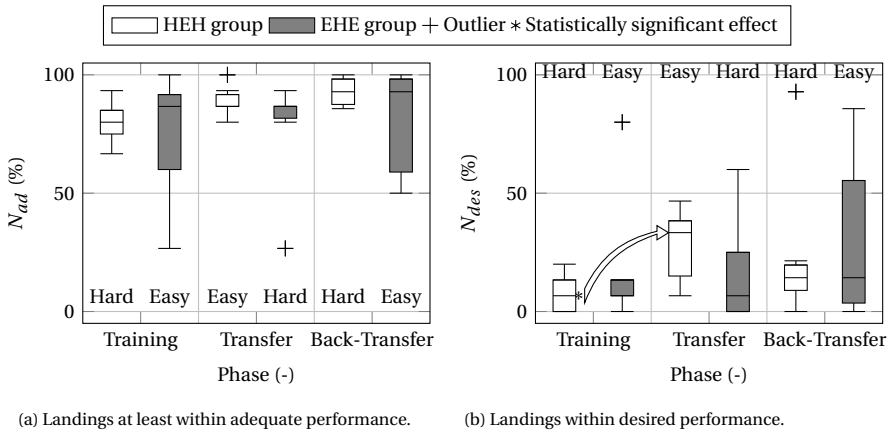 HEH group EHE group + Outlier * Statistically significant effect
100
50
0
N_ad (%)
Hard Easy Easy Hard Hard Easy
Training Transfer Back-Transfer
Phase (-)
(a) Landings at least within adequate performance.
100
50
0
N_des (%)
Hard Easy Easy Hard Hard Easy
*
Training Transfer Back-Transfer
Phase (-)
(b) Landings within desired performance.